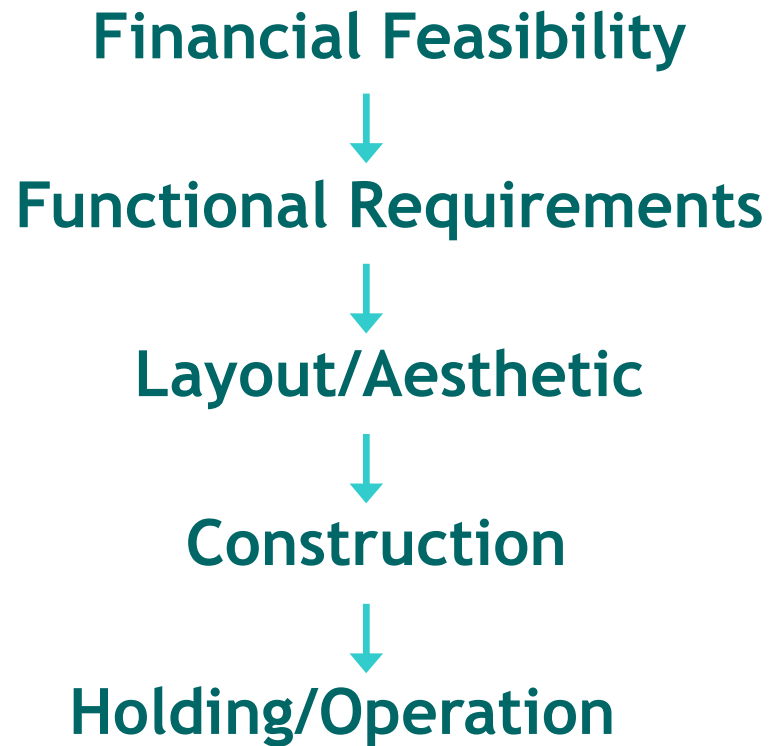 Financial Feasibility
Functional Requirements
Layout/Aesthetic
Construction
Holding/Operation